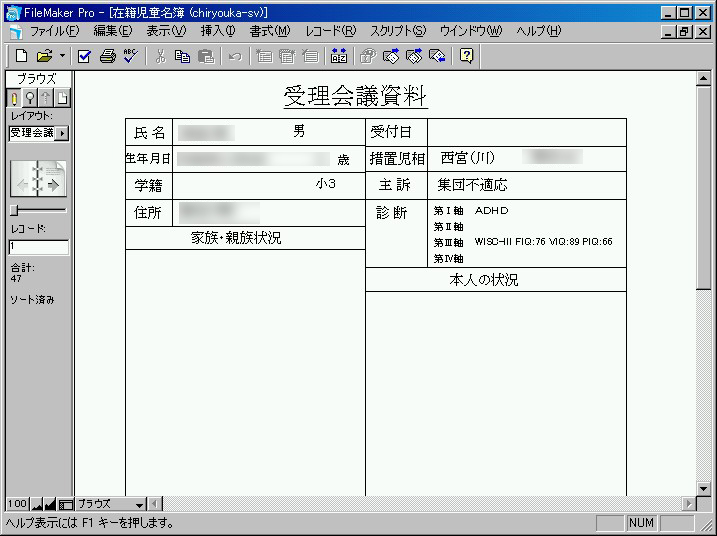 FileMaker Pro - [在籍児童名簿 (chiryouka-sv)]
ファイル(F) 編集(E) 表示(V) 挿入(I) 書式(M) レコード(R) スクリプト(S) ウインドウ(W) ヘルプ(H)
ABC
ブラウズ
レイアウト:
受理会議
レコード:
1
合計:
47
ソート済み
受理会議資料
氏名 男 受付日
生年月日 歳 措置児相 西宮(川)
学籍 小3 主訴 集団不適応
住所 診断 第Ⅰ軸 ADHD
第Ⅱ軸
家族・親族状況 第Ⅲ軸 WISC-III FIQ:76 VIQ:89 PIQ:66
第Ⅳ軸
本人の状況
100 ブラウズ
ヘルプ表示には F1 キーを押します。 NUM